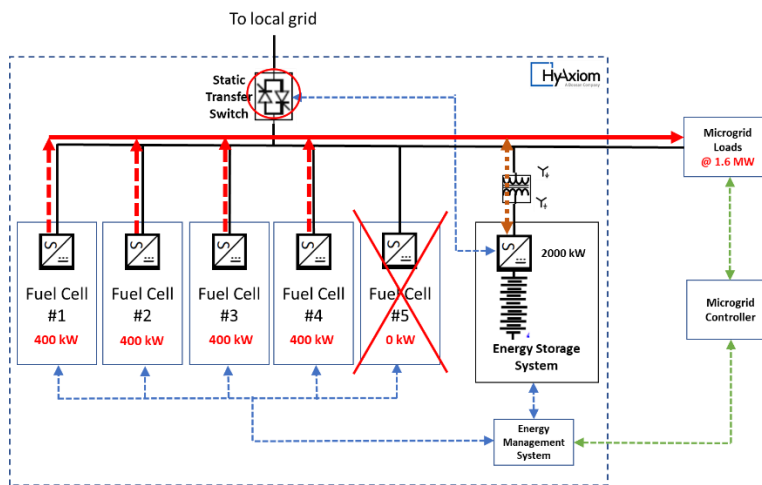 To local grid
Static
Transfer
Switch
HyAxiom
Microgrid
Loads
@ 1.6 MW
2000 kW
Fuel Cell
#1
400 kW
Fuel Cell
#2
400 kW
Fuel Cell
#3
400 kW
Fuel Cell
#4
400 kW
Fuel Cell
#5
0 kW
Energy Storage
System
Microgrid
Controller
Energy
Management
System